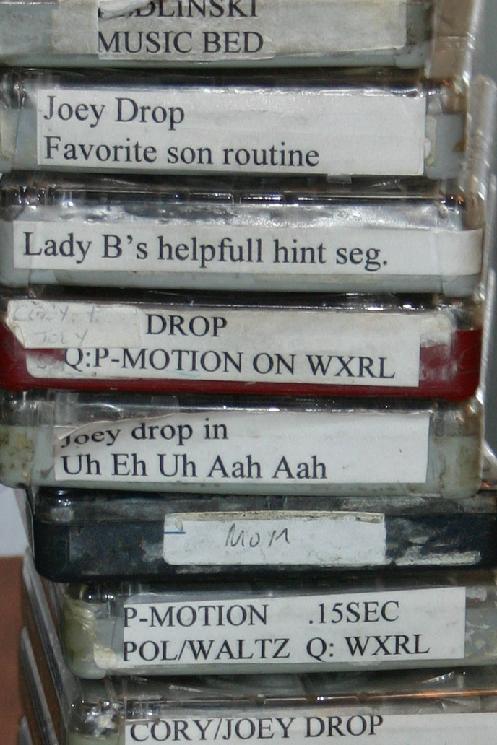 MUSIC BED
Joey Drop
Favorite son routine
Lady B's helpfull hint seg.
DROP
Q:P-MOTION ON WXRL
Joey drop in
Uh Eh Uh Aah Aah
MOM
P-MOTION .15SEC
POL/WALTZ Q: WXRL
CORY/JOEY DROP